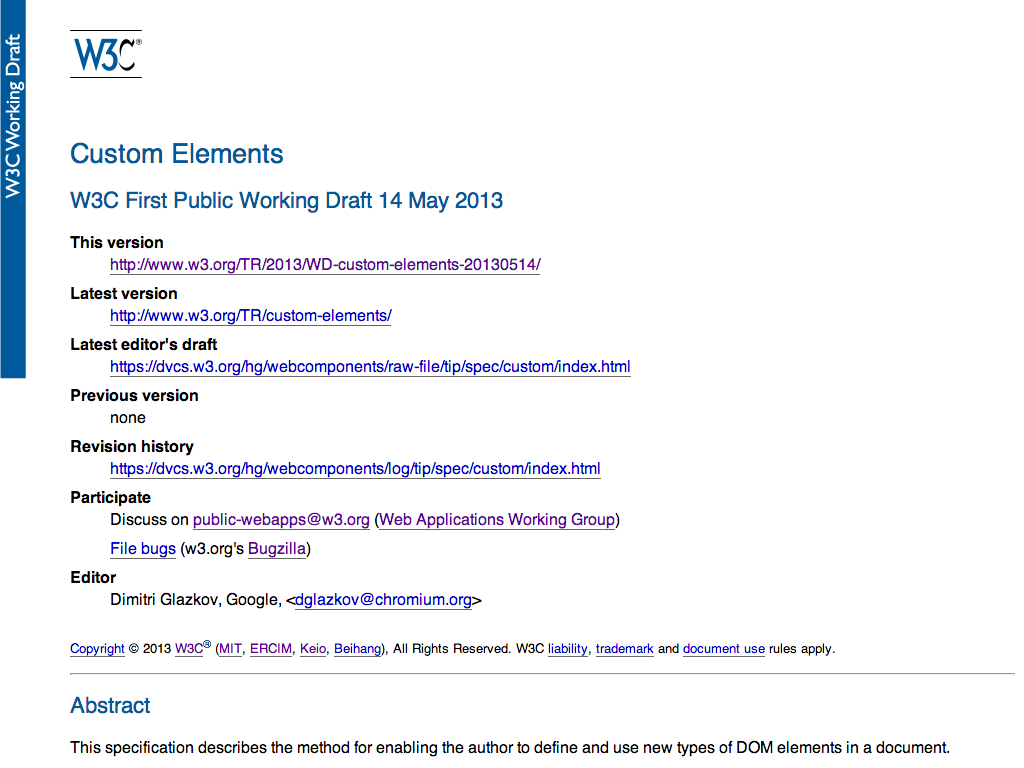 W3C Working Draft
W3C®
Custom Elements
W3C First Public Working Draft 14 May 2013
This version
http://www.w3.org/TR/2013/WD-custom-elements-20130514/
Latest version
http://www.w3.org/TR/custom-elements/
Latest editor's draft
https://dvcs.w3.org/hg/webcomponents/raw-file/tip/spec/custom/index.html
Previous version
none
Revision history
https://dvcs.w3.org/hg/webcomponents/log/tip/spec/custom/index.html
Participate
Discuss on public-webapps@w3.org (Web Applications Working Group)
File bugs (w3.org's Bugzilla)
Editor
Dimitri Glazkov, Google, <dglazkov@chromium.org>
Copyright © 2013 W3C® (MIT, ERCIM, Keio, Beihang), All Rights Reserved. W3C liability, trademark and document use rules apply.
Abstract
This specification describes the method for enabling the author to define and use new types of DOM elements in a document.